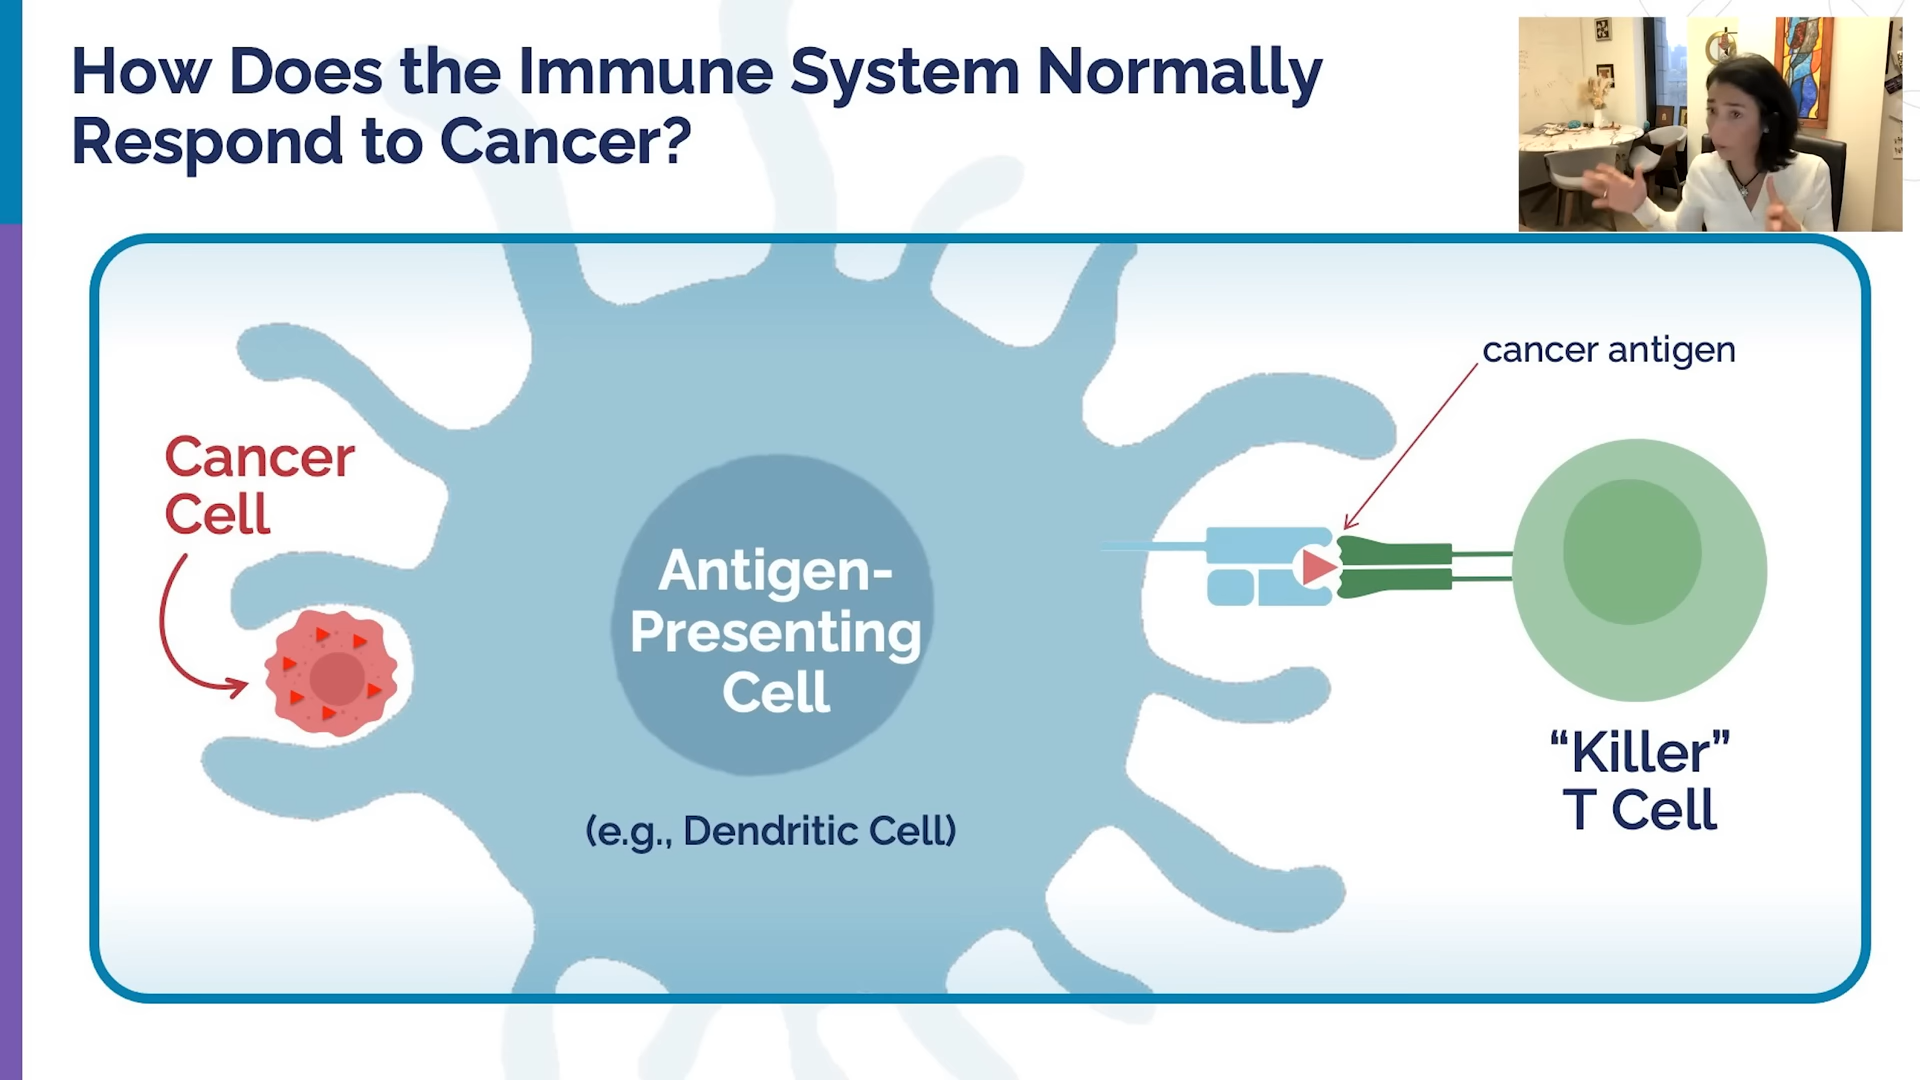 How Does the Immune System Normally
Respond to Cancer?
cancer antigen
Cancer
Cell
Antigen-
Presenting
Cell
(e.g., Dendritic Cell)
“Killer”
T Cell